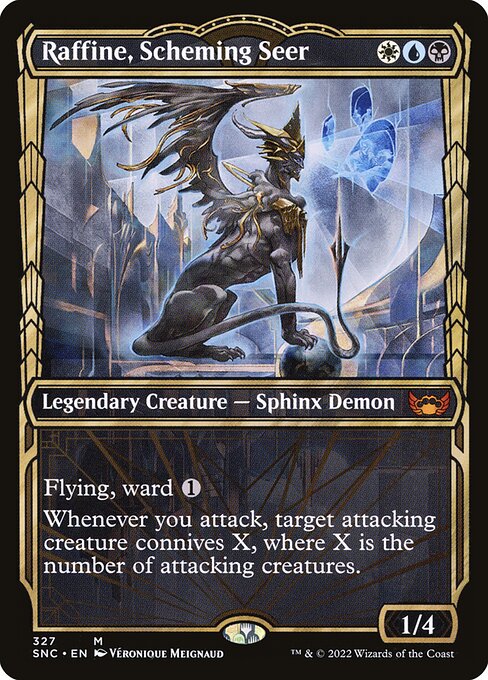 Raffine, Scheming Seer
Legendary Creature — Sphinx Demon
Flying, ward 1
Whenever you attack, target attacking
creature connives X, where X is the
number of attacking creatures.
1/4
327 M
SNC • EN Véronique Meignaud
™ & © 2022 Wizards of the Coast